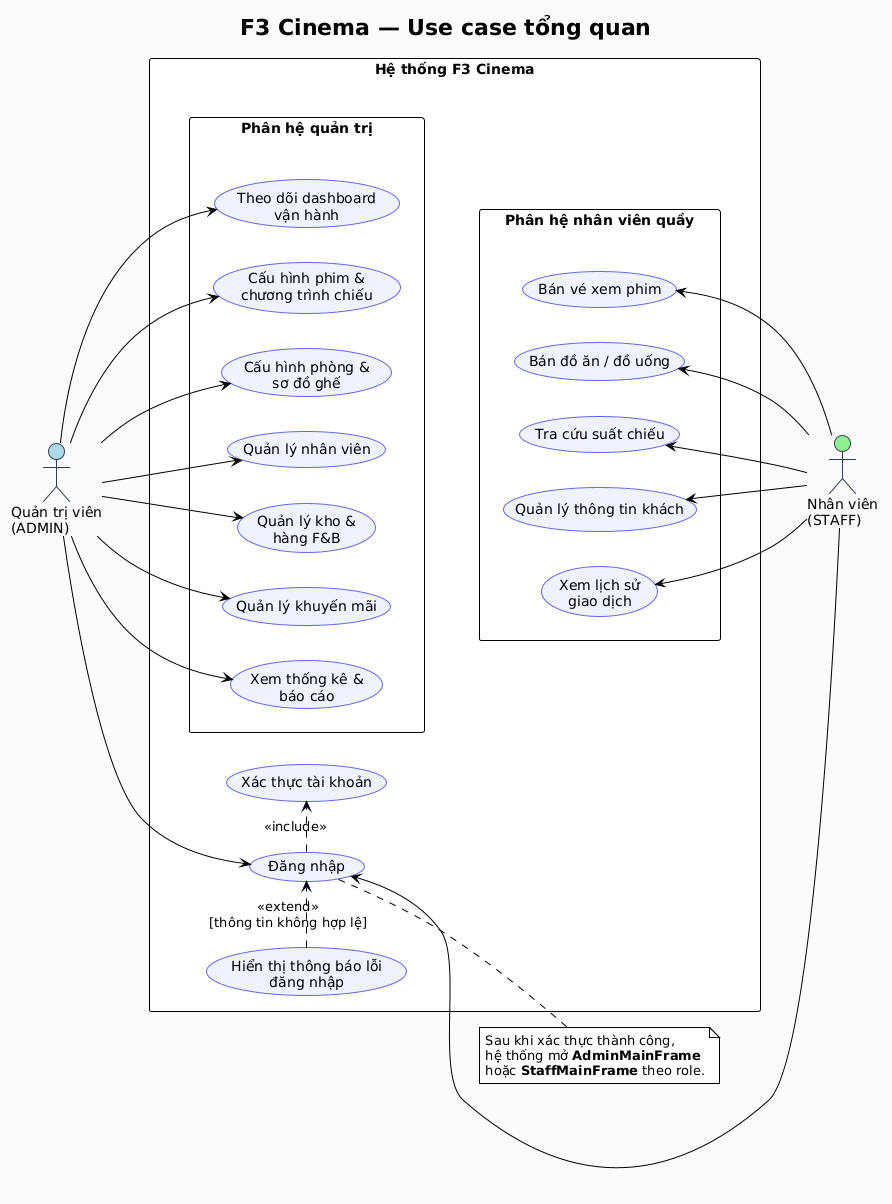 F3 Cinema — Use case tổng quan
Hệ thống F3 Cinema
Phân hệ quản trị
Theo dõi dashboard
vận hành
Cấu hình phim &
chương trình chiếu
Cấu hình phòng &
sơ đồ ghế
Quản lý nhân viên
Quản lý kho &
hàng F&B
Quản lý khuyến mãi
Xem thống kê &
báo cáo
Phân hệ nhân viên quầy
Bán vé xem phim
Bán đồ ăn / đồ uống
Tra cứu suất chiếu
Quản lý thông tin khách
Xem lịch sử
giao dịch
Quản trị viên
(ADMIN)
Nhân viên
(STAFF)
Xác thực tài khoản
«include»
Đăng nhập
«extend»
[thông tin không hợp lệ]
Hiển thị thông báo lỗi
đăng nhập
Sau khi xác thực thành công,
hệ thống mở AdminMainFrame
hoặc StaffMainFrame theo role.